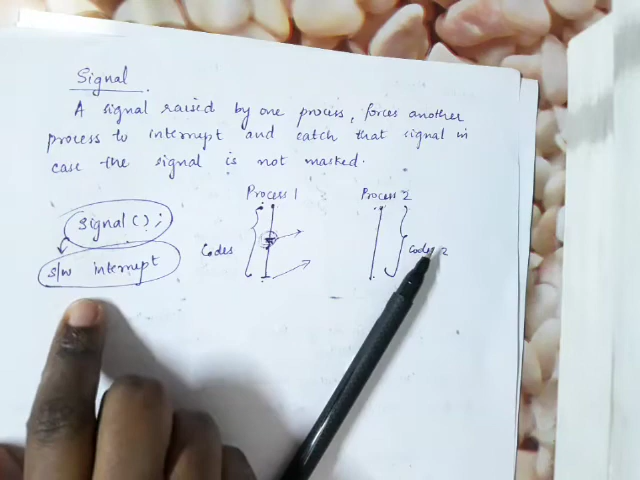 Signal
A signal raised by one process, forces another
process to interrupt and catch that signal in
case the signal is not masked.
Process 1 Process 2
Signal();
Codes Codes 2
s/w interrupt